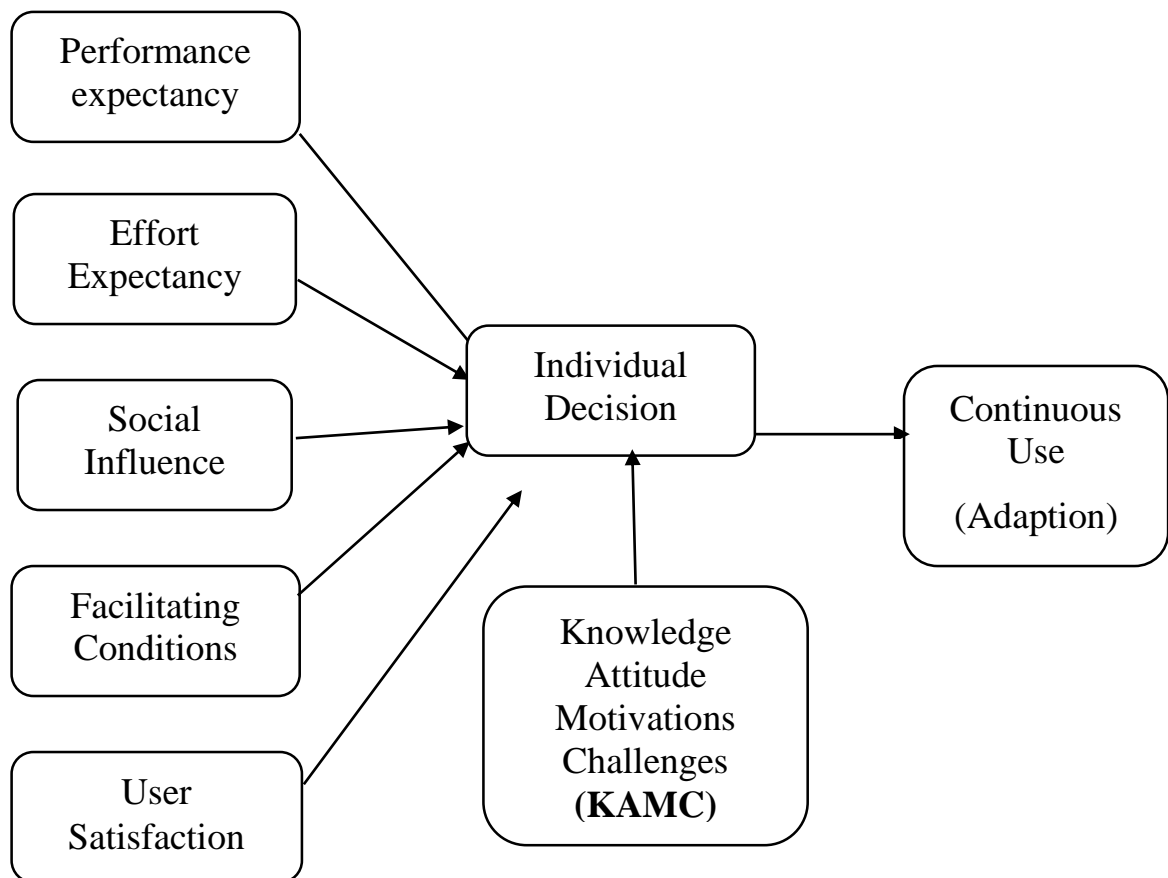 Performance
expectancy
Effort
Expectancy
Social
Influence
Facilitating
Conditions
User
Satisfaction
Individual
Decision
Knowledge
Attitude
Motivations
Challenges
(KAMC)
Continuous
Use
(Adaption)